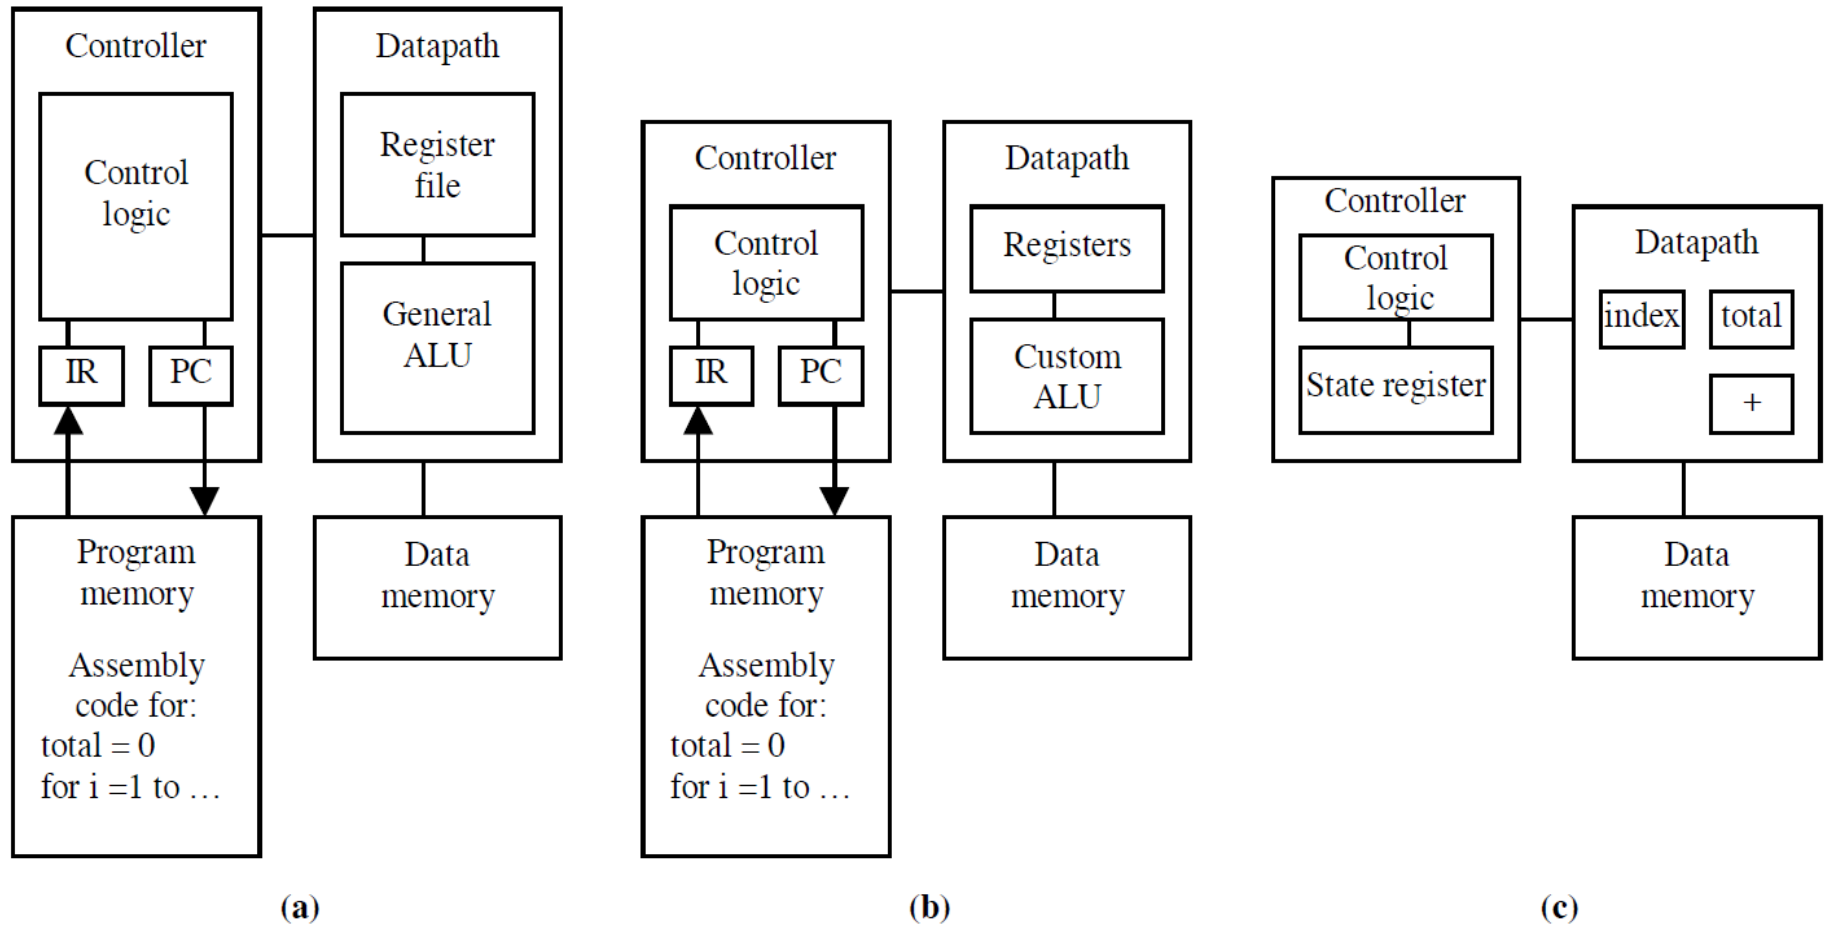 Controller
Control
logic
IR
PC
Datapath
Register
file
General
ALU
Program
memory
Assembly
code for:
total = 0
for i =1 to …
Data
memory
(a)
Controller
Control
logic
IR
PC
Datapath
Registers
Custom
ALU
Program
memory
Assembly
code for:
total = 0
for i =1 to …
Data
memory
(b)
Controller
Control
logic
State register
Datapath
index
total
+
Data
memory
(c)